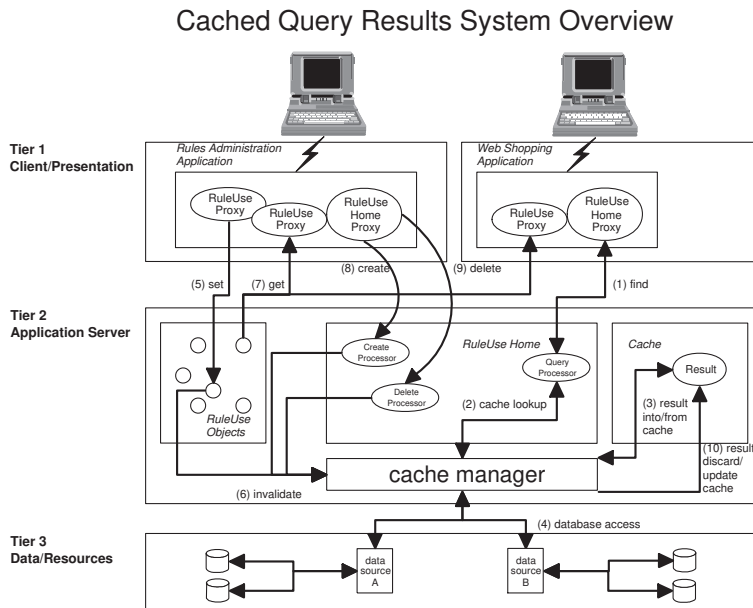 Cached Query Results System Overview
Tier 1
Client/Presentation
Rules Administration
Application
RuleUse
Proxy
RuleUse
Proxy
RuleUse
Home
Proxy
Web Shopping
Application
RuleUse
Proxy
RuleUse
Home
Proxy
(5) set
(7) get
(8) create
(9) delete
(1) find
Tier 2
Application Server
RuleUse
Objects
Create
Processor
Delete
Processor
RuleUse Home
Query
Processor
(2) cache lookup
Cache
Result
(3) result
into/from
cache
(10) result
discard/
update
cache
(6) invalidate
cache manager
(4) database access
Tier 3
Data/Resources
data
source
A
data
source
B